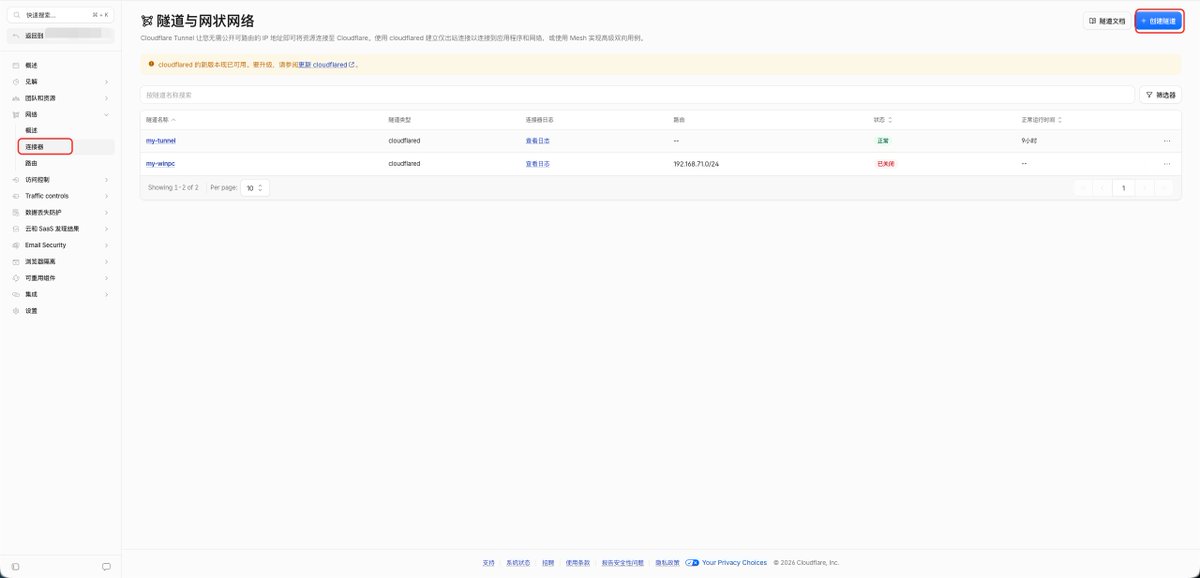 快速搜索... ⌘ + K
返回到
概述
见解
团队和资源
网络
概述
连接器
路由
访问控制
Traffic controls
数据丢失防护
云和 SaaS 发现结果
Email Security
浏览器隔离
可重用组件
集成
设置
隧道与网状网络
隧道文档
+ 创建隧道
Cloudflare Tunnel 让您无需公开可路由的 IP 地址即可将资源连接至 Cloudflare。使用 cloudflared 建立仅出站连接以连接到应用程序和网络，或使用 Mesh 实现高级双向用例。
cloudflared 的新版本现已可用。要升级，请参阅更新 cloudflared。
按隧道名称搜索
筛选器
隧道名称 隧道类型 连接器日志 路由 状态 正常运行时间
my-tunnel cloudflared 查看日志 -- 正常 9小时 ...
my-winpc cloudflared 查看日志 192.168.71.0/24 已关闭 -- ...
Showing 1-2 of 2 Per page: 10 1
支持 系统状态 招聘 使用条款 报告安全性问题 隐私政策 Your Privacy Choices © 2026 Cloudflare, Inc.